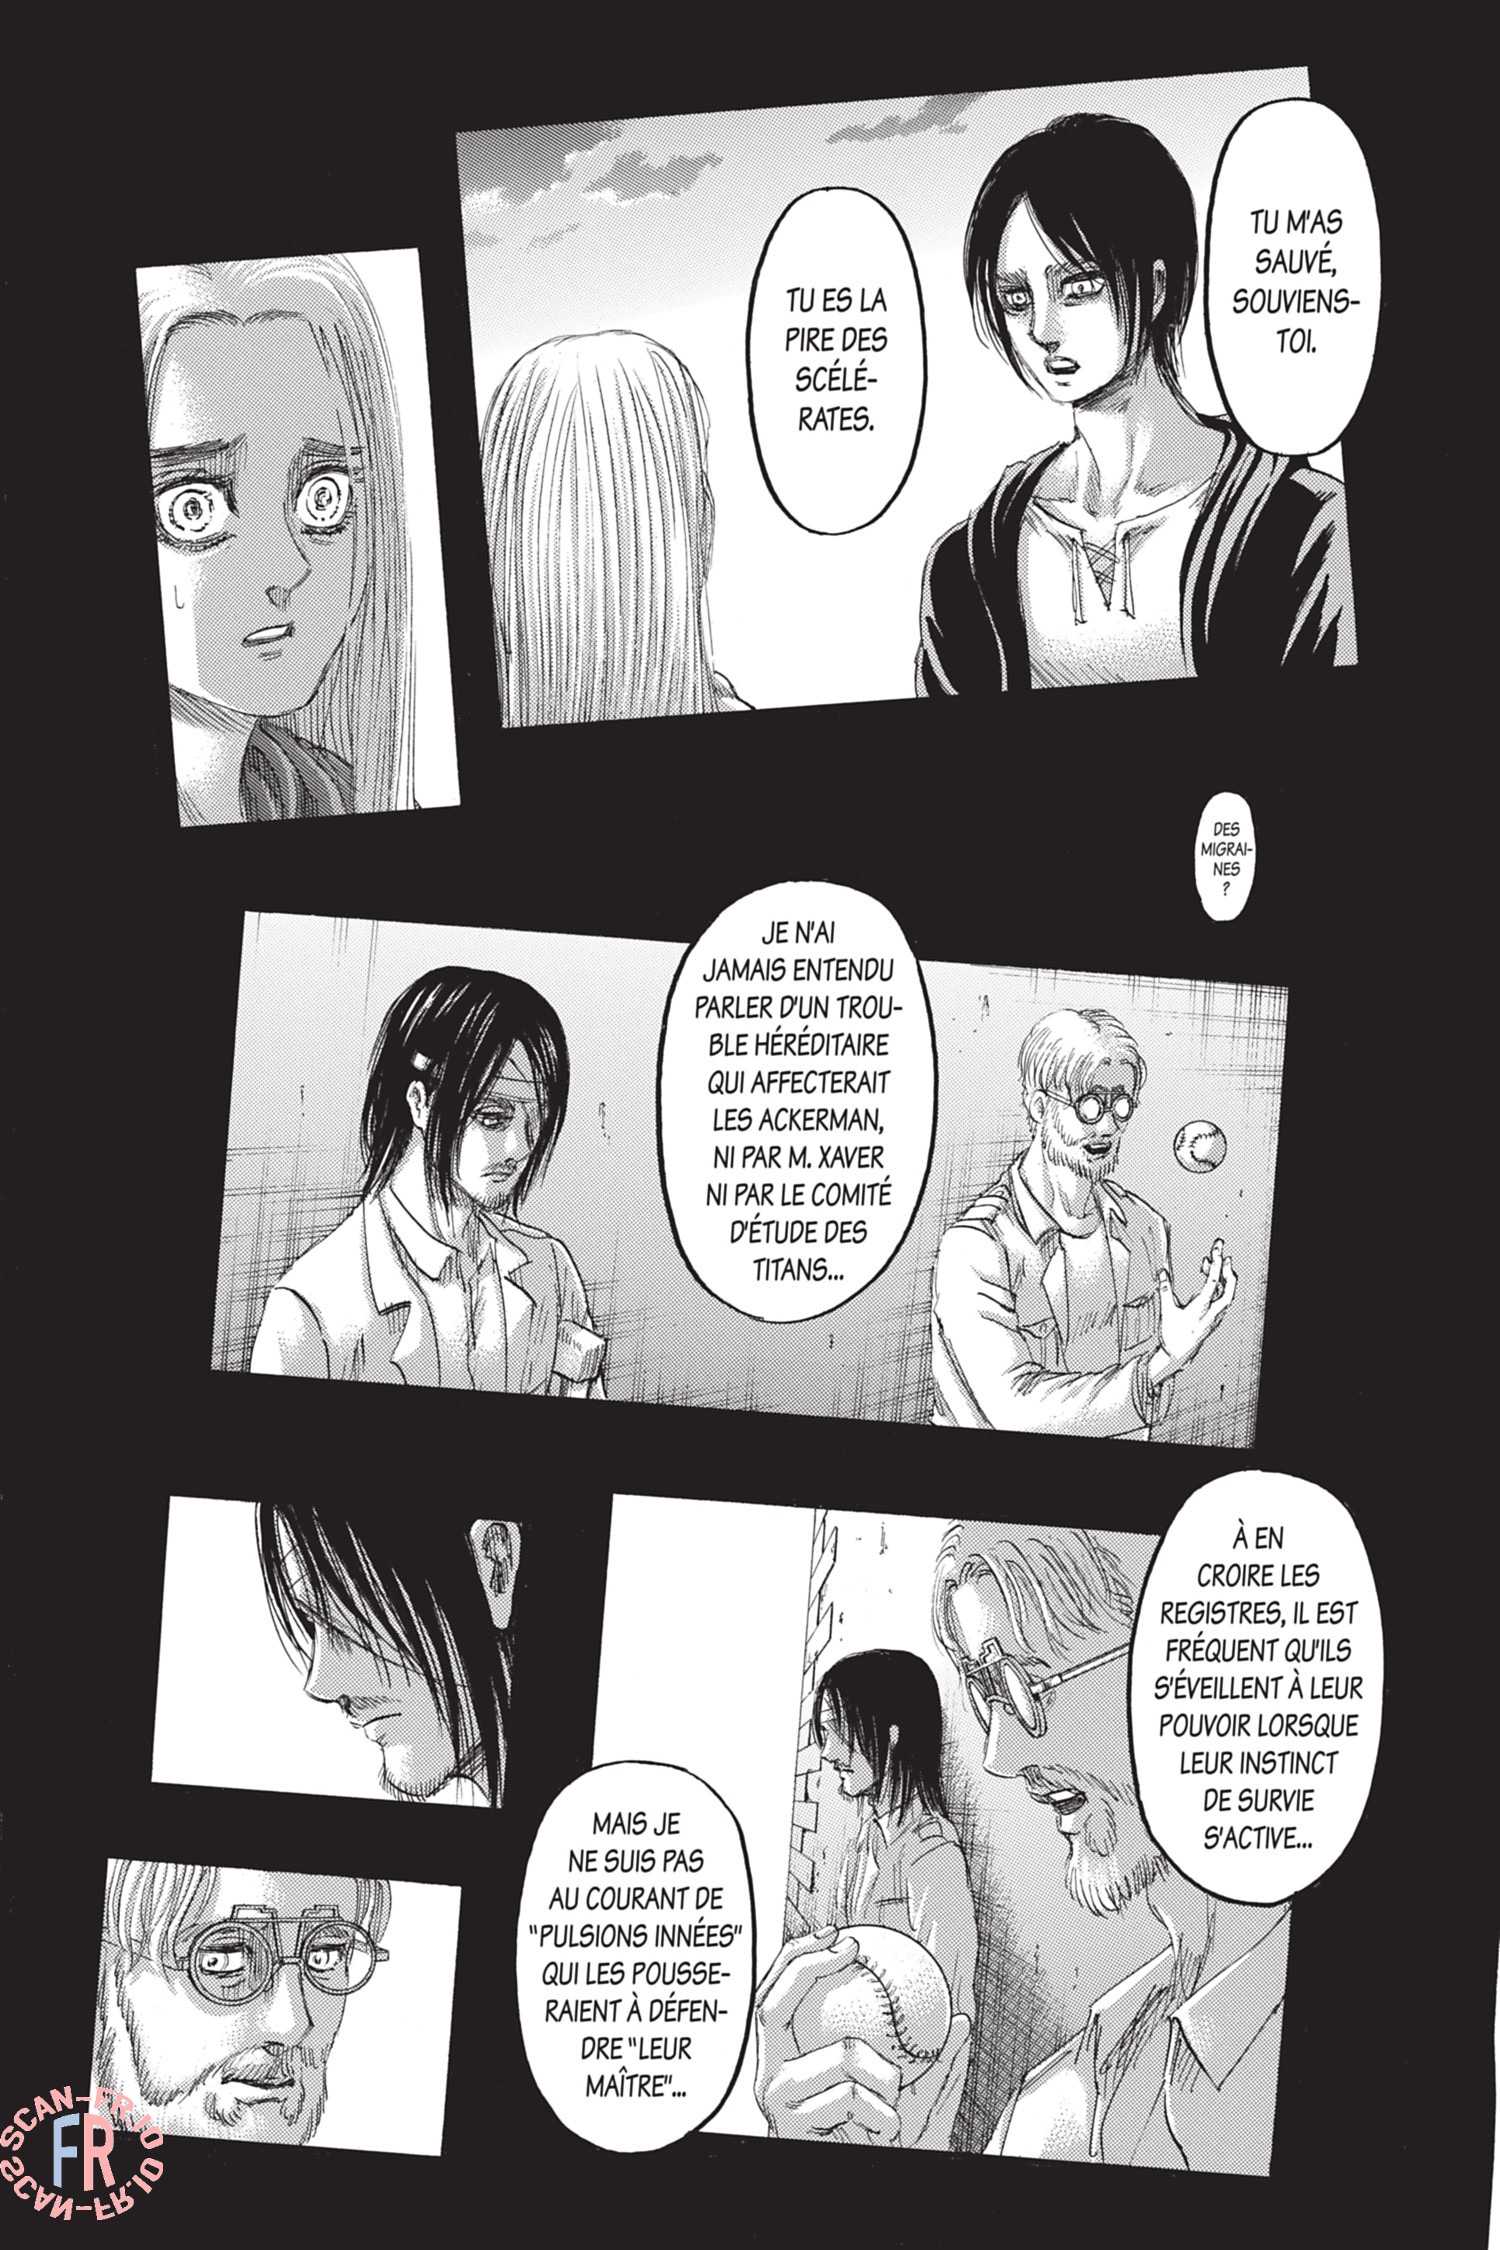 TU M'AS
SAUVÉ,
SOUVIENS-
TOI.
TU ES LA
PIRE DES
SCÉLÉ-
RATES.
DES
MIGRAI-
NES
?
JE N'AI
JAMAIS ENTENDU
PARLER D'UN TROU-
BLE HÉRÉDITAIRE
QUI AFFECTERAIT
LES ACKERMAN,
NI PAR M. XAVER
NI PAR LE COMITÉ
D'ÉTUDE DES
TITANS...
À EN
CROIRE LES
REGISTRES, IL EST
FRÉQUENT QU'ILS
S'ÉVEILLENT À LEUR
POUVOIR LORSQUE
LEUR INSTINCT
DE SURVIE
S'ACTIVE...
MAIS JE
NE SUIS PAS
AU COURANT DE
"PULSIONS INNÉES"
QUI LES POUSSE-
RAIENT À DÉFEN-
DRE "LEUR
MAÎTRE"...
SCAN-FR.IO
FR
SCAN-FR.IO